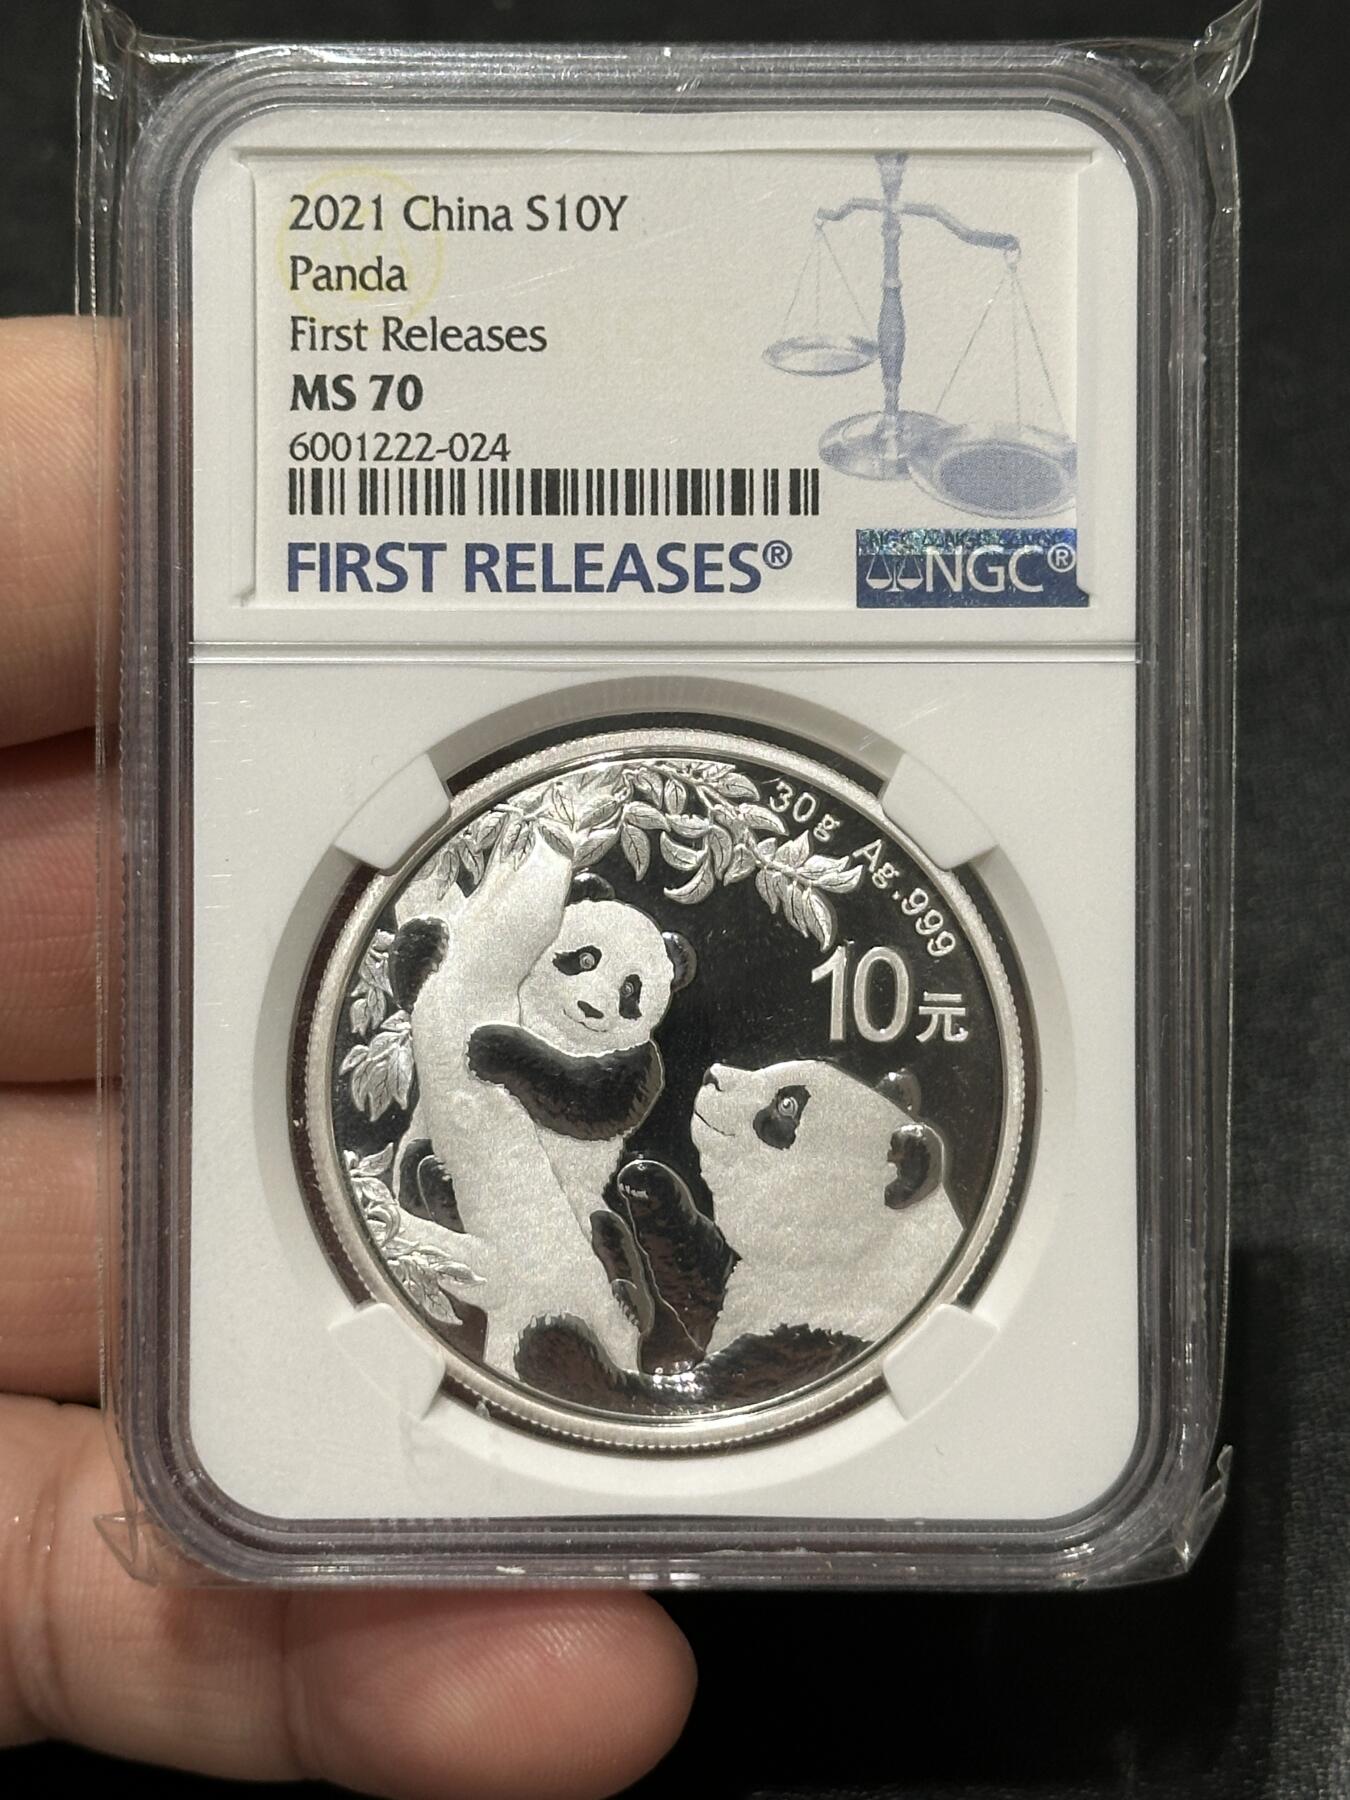 2021 China S10Y
Panda
First Releases
MS 70
6001222-024
FIRST RELEASES®
NGC®
30g Ag.999
10元